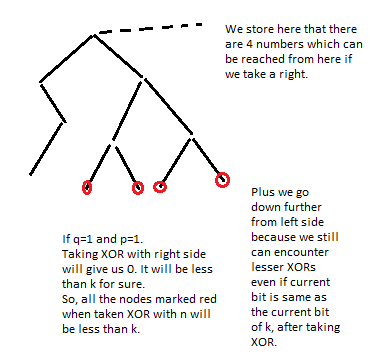 We store here that there
are 4 numbers which can
be reached from here if
we take a right.
If q=1 and p=1.
Taking XOR with right side
will give us 0. It will be less
than k for sure.
So, all the nodes marked red
when taken XOR with n will
be less than k.
Plus we go
down further
from left side
because we still
can encounter
lesser XORs
even if current
bit is same as
the current bit
of k, after taking
XOR.